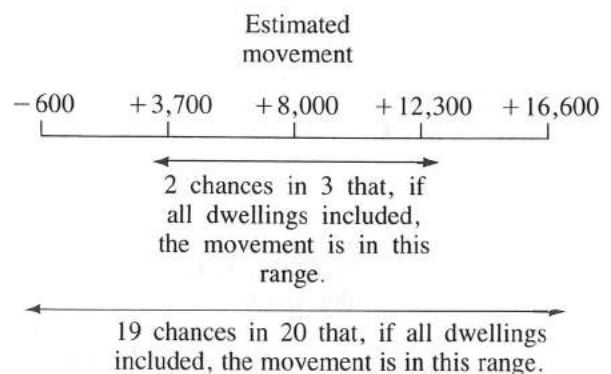 Estimated
movement
−600 +3,700 +8,000 +12,300 +16,600
2 chances in 3 that, if
all dwellings included,
the movement is in this
range.
19 chances in 20 that, if all dwellings
included, the movement is in this range.